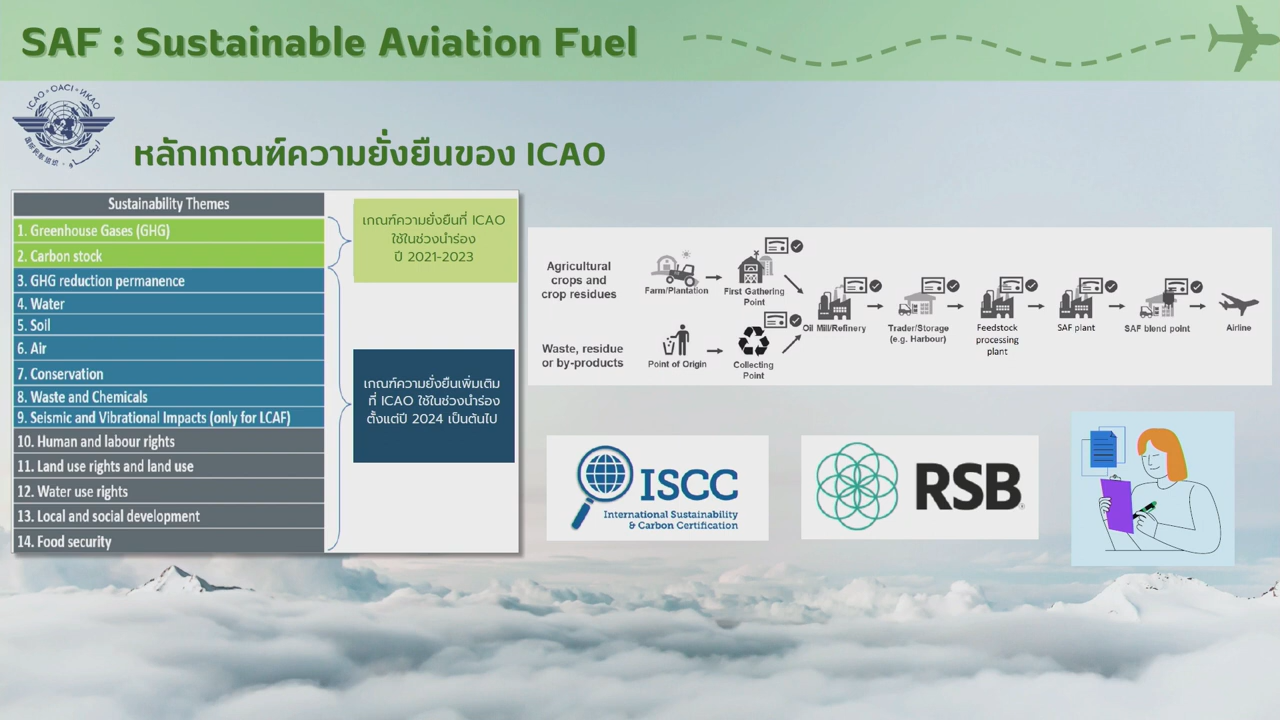 SAF : Sustainable Aviation Fuel
ICAO · OACI · ИКАО
หลักเกณฑ์ความยั่งยืนของ ICAO
Sustainability Themes
1. Greenhouse Gases (GHG)
2. Carbon stock
3. GHG reduction permanence
4. Water
5. Soil
6. Air
7. Conservation
8. Waste and Chemicals
9. Seismic and Vibrational Impacts (only for LCAF)
10. Human and labour rights
11. Land use rights and land use
12. Water use rights
13. Local and social development
14. Food security
เกณฑ์ความยั่งยืนที่ ICAO
ใช้ในช่วงนำร่อง
ปี 2021-2023
เกณฑ์ความยั่งยืนเพิ่มเติม
ที่ ICAO ใช้ในช่วงนำร่อง
ตั้งแต่ปี 2024 เป็นต้นไป
Agricultural
crops and
crop residues
Farm/Plantation
First Gathering
Point
Waste, residue
or by-products
Point of Origin
Collecting
Point
Oil Mill/Refinery
Trader/Storage
(e.g. Harbour)
Feedstock
processing
plant
SAF plant
SAF blend point
Airline
ISCC
International Sustainability
& Carbon Certification
RSB